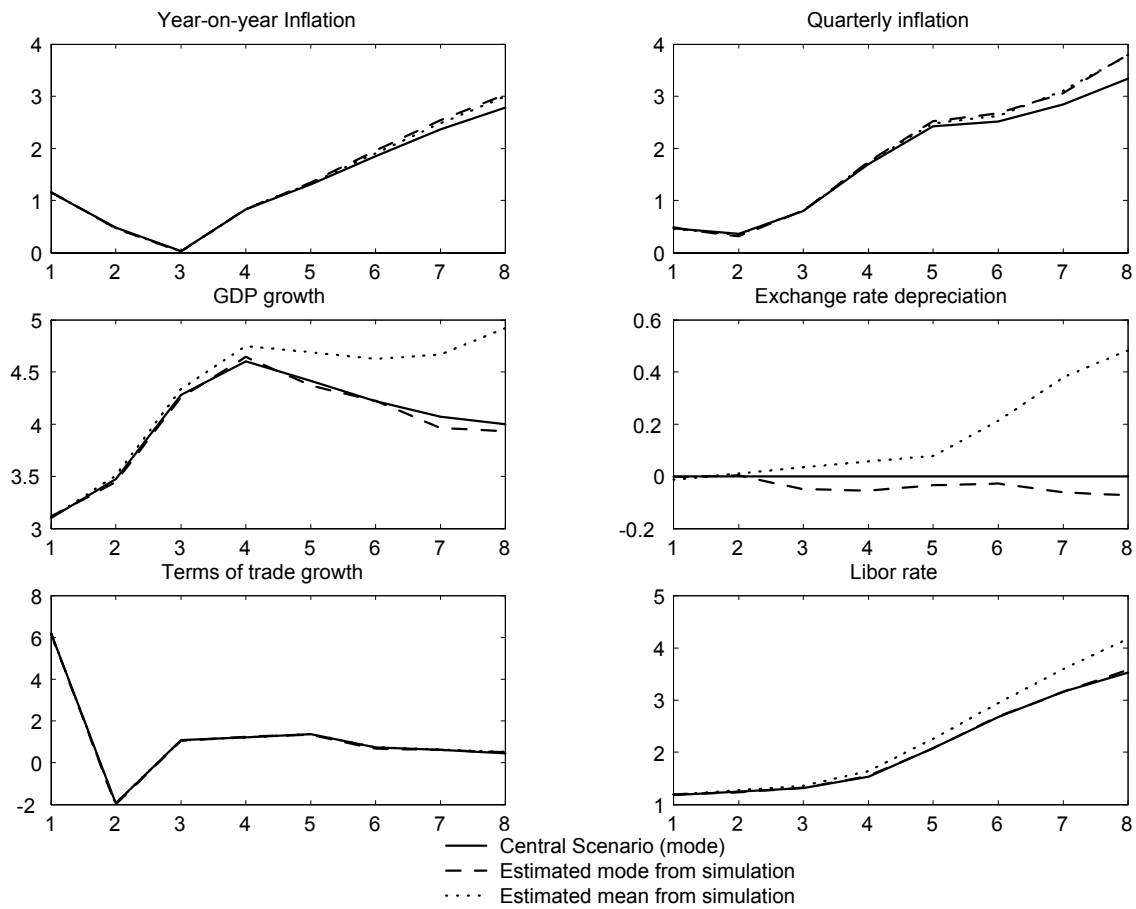 Year-on-year Inflation
4
3
2
1
0
1 2 3 4 5 6 7 8
Quarterly inflation
4
3
2
1
0
1 2 3 4 5 6 7 8
GDP growth
5
4.5
4
3.5
3
1 2 3 4 5 6 7 8
Exchange rate depreciation
0.6
0.4
0.2
0
-0.2
1 2 3 4 5 6 7 8
Terms of trade growth
8
6
4
2
0
-2
1 2 3 4 5 6 7 8
Libor rate
5
4
3
2
1
1 2 3 4 5 6 7 8
Central Scenario (mode)
Estimated mode from simulation
Estimated mean from simulation